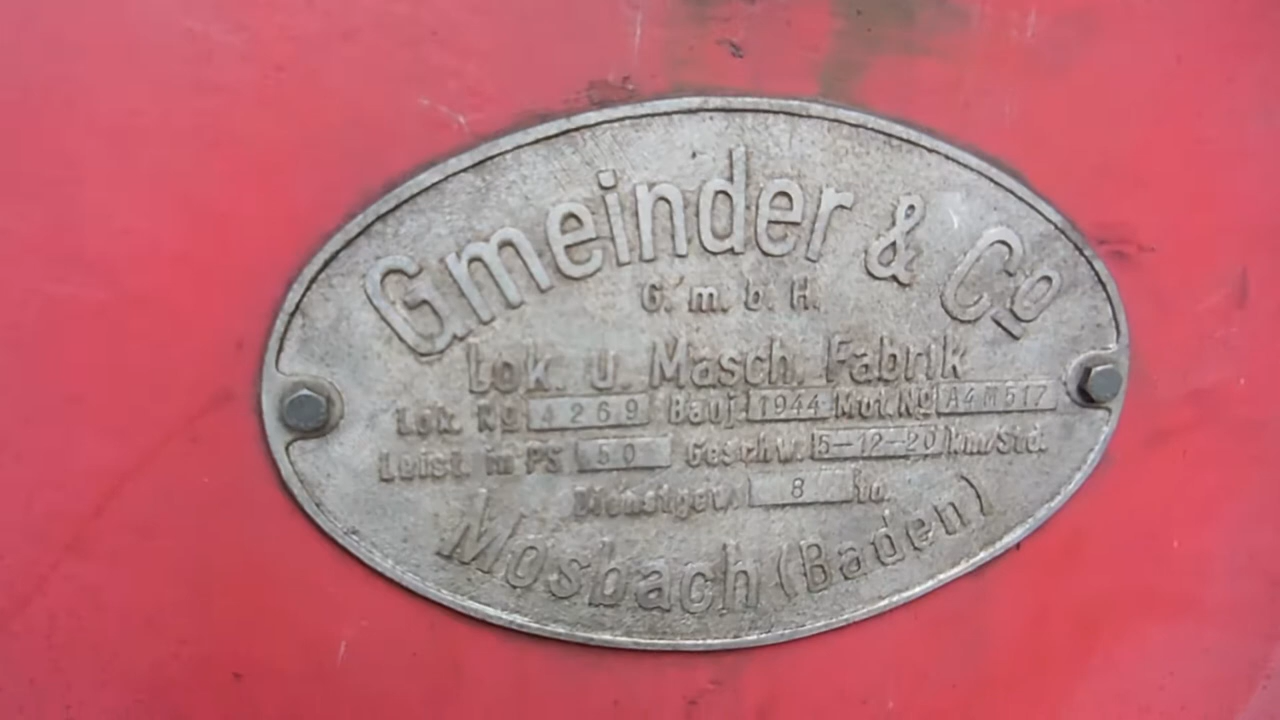 Gmeinder & Co
G. m. b. H.
Lok. u. Masch. Fabrik
Lok. No 4269 Bauj. 1944 Mot. No A4M517
Leist. in PS 50 Geschw. 5-12-20 Km/Std.
Dienstgew. 8 to.
Mosbach (Baden)